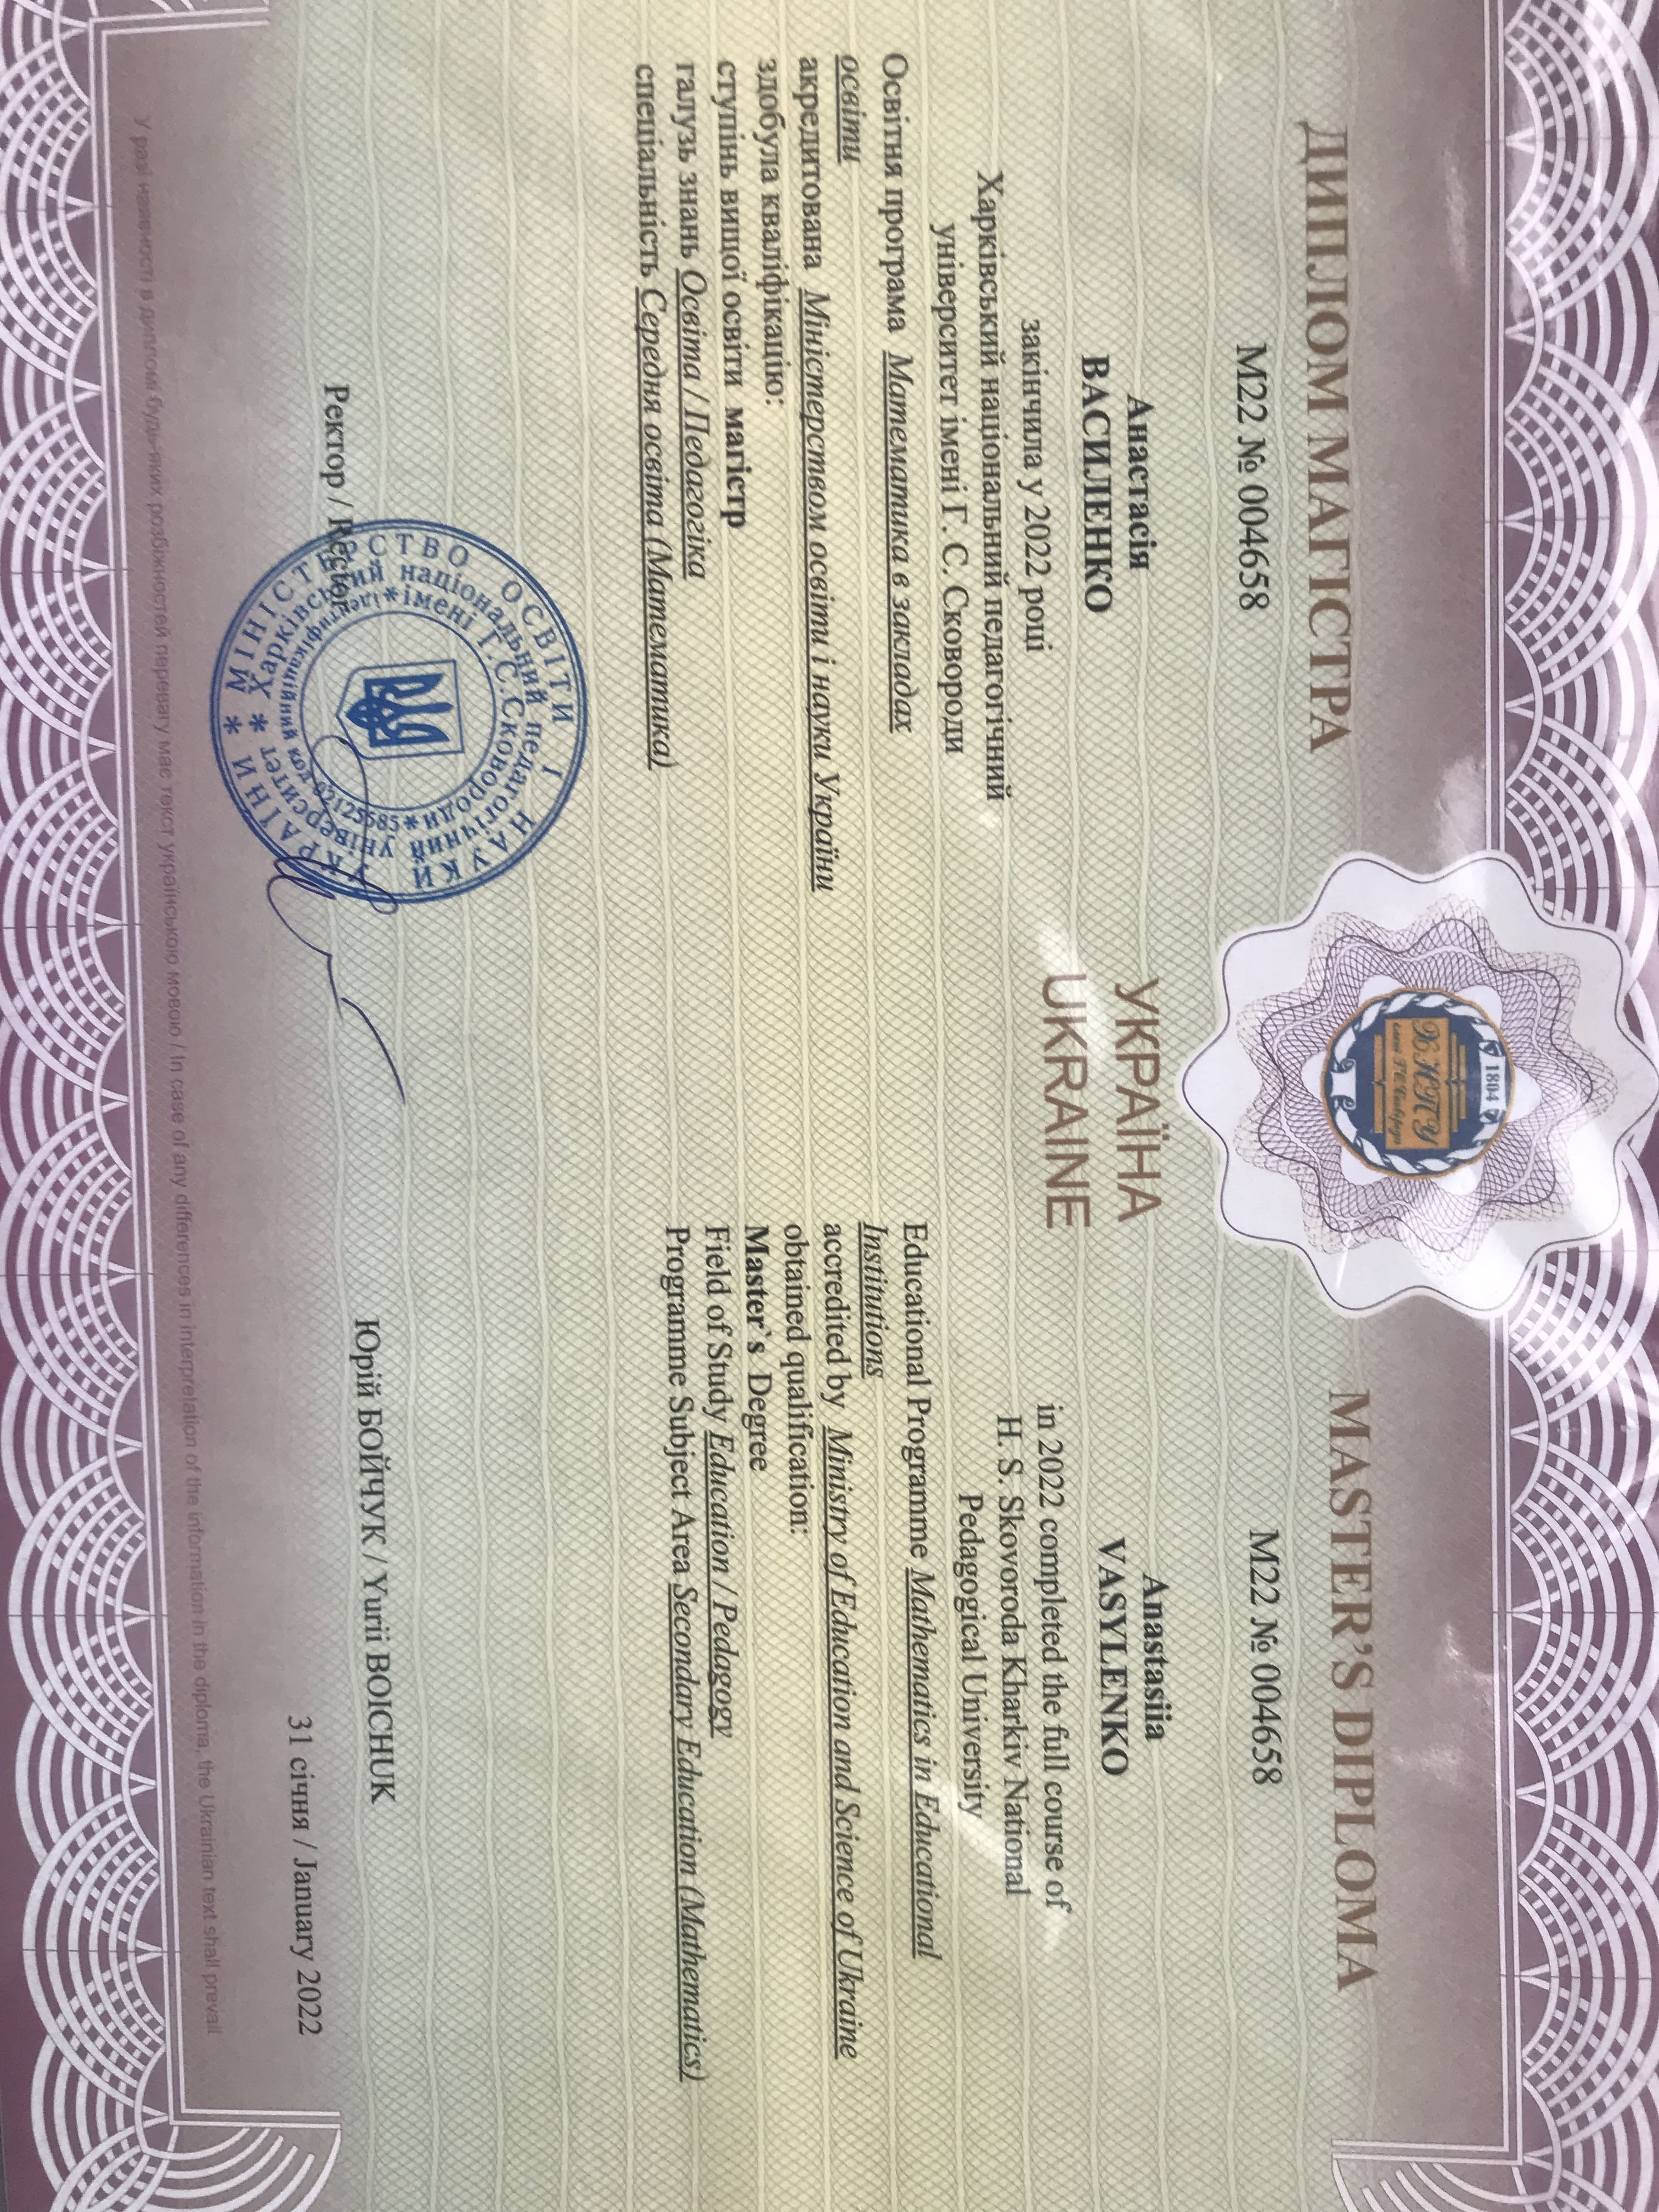 ДИПЛОМ МАГІСТРА
М22 № 004658
Анастасія
ВАСИЛЕНКО
закінчила у 2022 році
Харківський національний педагогічний
університет імені Г. С. Сковороди
Освітня програма Математика в закладах
освіти
акредитована Міністерством освіти і науки України
здобула кваліфікацію:
ступінь вищої освіти магістр
галузь знань Освіта / Педагогіка
спеціальність Середня освіта (Математика)
1804
ХНПУ
УКРАЇНА
UKRAINE
MASTER’S DIPLOMA
М22 № 004658
Anastasiia
VASYLENKO
in 2022 completed the full course of
H. S. Skovoroda Kharkiv National
Pedagogical University
Educational Programme Mathematics in Educational
Institutions
accredited by Ministry of Education and Science of Ukraine
obtained qualification:
Master`s Degree
Field of Study Education / Pedagogy
Programme Subject Area Secondary Education (Mathematics)
Ректор / Rector
Юрій БОЙЧУК / Yurii BOICHUK
МІНІСТЕРСТВО ОСВІТИ І НАУКИ УКРАЇНИ
Харківський національний педагогічний університет
імені Г.С.Сковороди
Ідентифікаційний код 02125585
31 січня / January 2022
У разі наявності в дипломі будь-яких розбіжностей перевагу має текст українською мовою / In case of any differences in interpretation of the information in the diploma, the Ukrainian text shall prevail